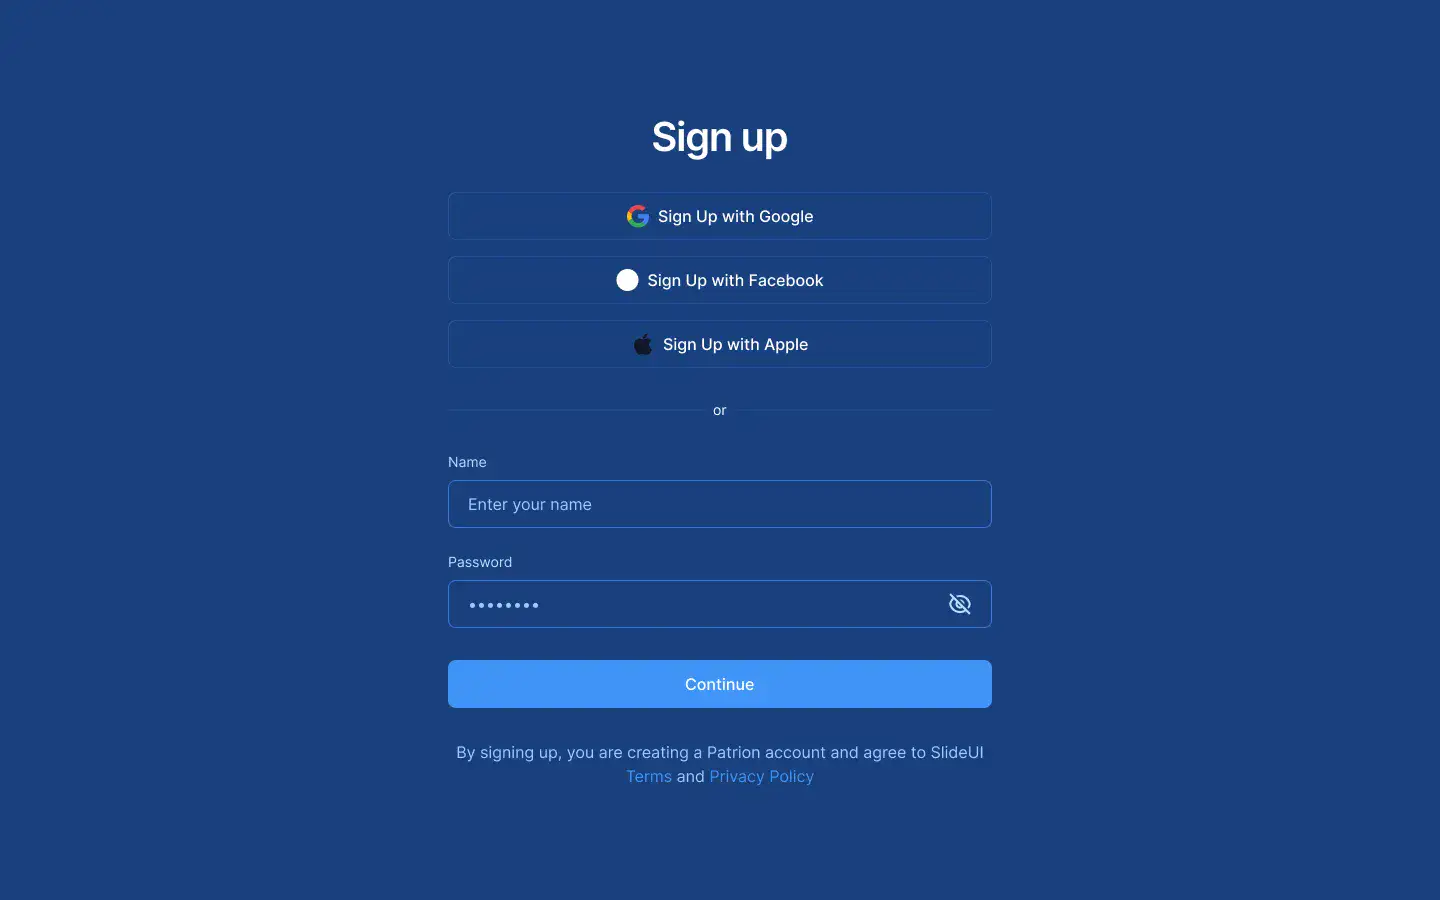 Sign up
Sign Up with Google
Sign Up with Facebook
Sign Up with Apple
or
Name
Enter your name
Password
••••••••
Continue
By signing up, you are creating a Patrion account and agree to SlideUI
Terms and Privacy Policy